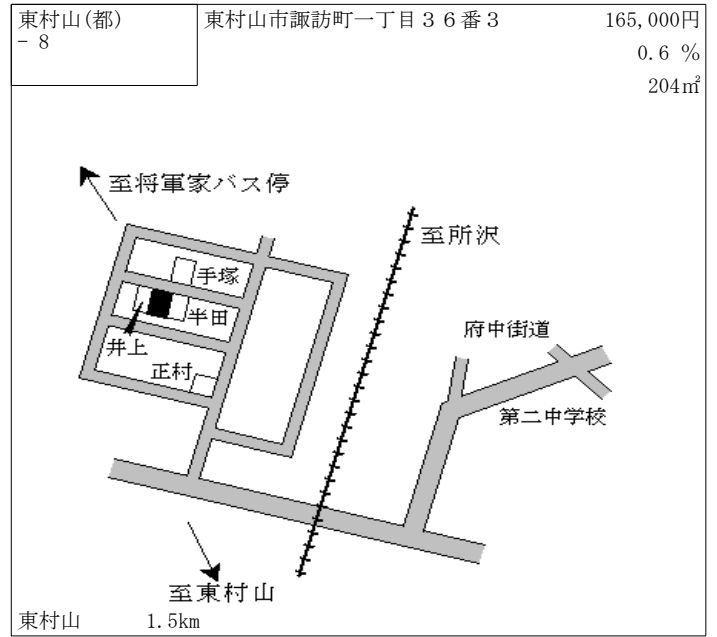 東村山(都)
- 8
東村山市諏訪町一丁目３６番３
165,000円
0.6 %
204㎡
至将軍家バス停
至所沢
手塚
半田
井上
正村
府中街道
第二中学校
至東村山
東村山 1.5km